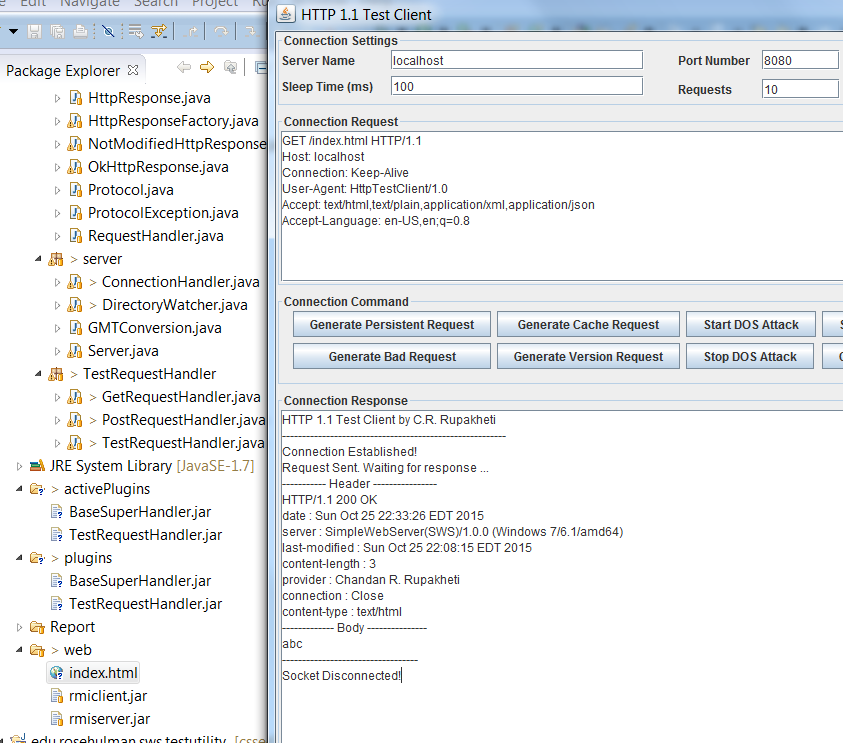 Edit Navigate Search Project
Package Explorer
HttpResponse.java
HttpResponseFactory.java
NotModifiedHttpResponse
OkHttpResponse.java
Protocol.java
ProtocolException.java
RequestHandler.java
> server
> ConnectionHandler.java
> DirectoryWatcher.java
GMTConversion.java
> Server.java
> TestRequestHandler
> GetRequestHandler.java
> PostRequestHandler.java
> TestRequestHandler.java
JRE System Library [JavaSE-1.7]
> activePlugins
BaseSuperHandler.jar
TestRequestHandler.jar
> plugins
BaseSuperHandler.jar
TestRequestHandler.jar
Report
> web
index.html
rmiclient.jar
rmiserver.jar
edu.rosehulman.sws.testutility [csse
HTTP 1.1 Test Client
Connection Settings
Server Name localhost Port Number 8080
Sleep Time (ms) 100 Requests 10
Connection Request
GET /index.html HTTP/1.1
Host: localhost
Connection: Keep-Alive
User-Agent: HttpTestClient/1.0
Accept: text/html,text/plain,application/xml,application/json
Accept-Language: en-US,en;q=0.8
Connection Command
Generate Persistent Request Generate Cache Request Start DOS Attack
Generate Bad Request Generate Version Request Stop DOS Attack
Connection Response
HTTP 1.1 Test Client by C.R. Rupakheti
--------------------------------------------------------
Connection Established!
Request Sent. Waiting for response ...
----------- Header ----------------
HTTP/1.1 200 OK
date : Sun Oct 25 22:33:26 EDT 2015
server : SimpleWebServer(SWS)/1.0.0 (Windows 7/6.1/amd64)
last-modified : Sun Oct 25 22:08:15 EDT 2015
content-length : 3
provider : Chandan R. Rupakheti
connection : Close
content-type : text/html
------------- Body ---------------
abc
----------------------------------
Socket Disconnected!